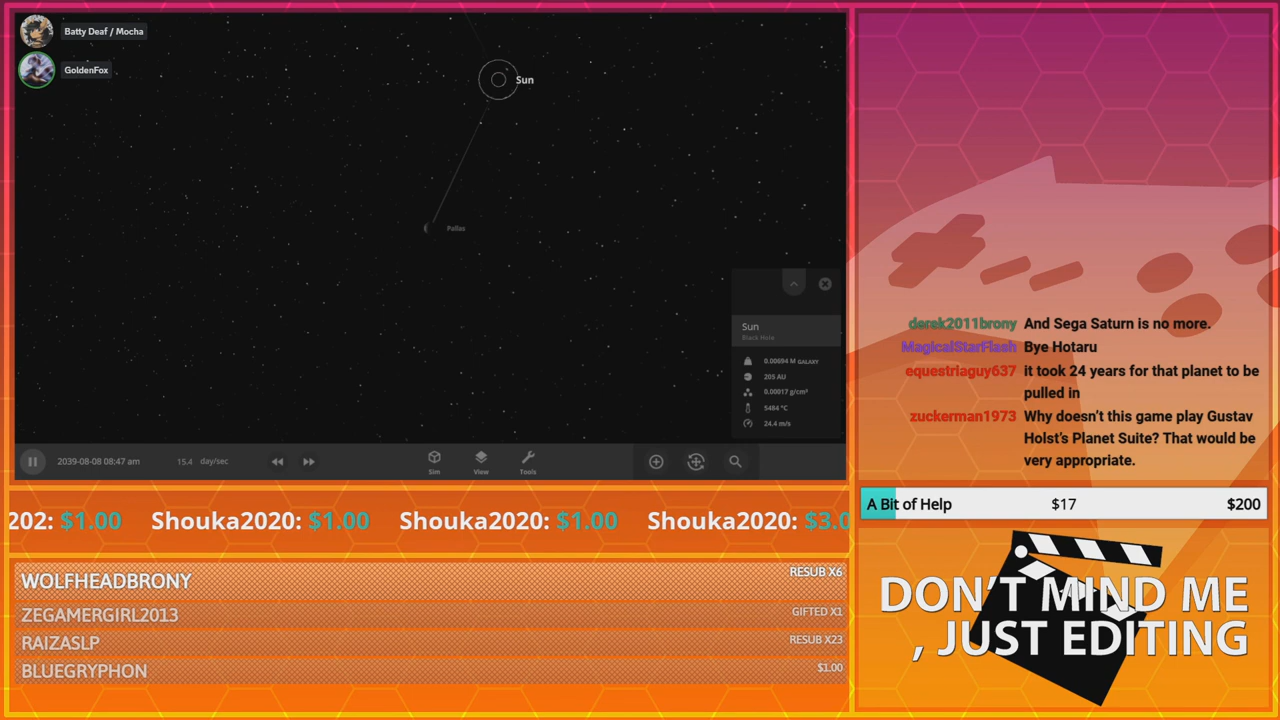 Batty Deaf / Mocha
GoldenFox
Sun
Pallas
Sun
Black Hole
0.00694 M GALAXY
205 AU
0.00017 g/cm³
5484 °C
24.4 m/s
2039-08-08 08:47 am
15.4 day/sec
Sim
View
Tools
derek2011brony And Sega Saturn is no more.
MagicalStarFlash Bye Hotaru
equestriaguy637 it took 24 years for that planet to be
pulled in
zuckerman1973 Why doesn't this game play Gustav
Holst's Planet Suite? That would be
very appropriate.
202: $1.00 Shouka2020: $1.00 Shouka2020: $1.00 Shouka2020: $3.0
A Bit of Help $17 $200
WOLFHEADBRONY RESUB X6
ZEGAMERGIRL2013 GIFTED X1
RAIZASLP RESUB X23
BLUEGRYPHON $1.00
DON'T MIND ME
, JUST EDITING